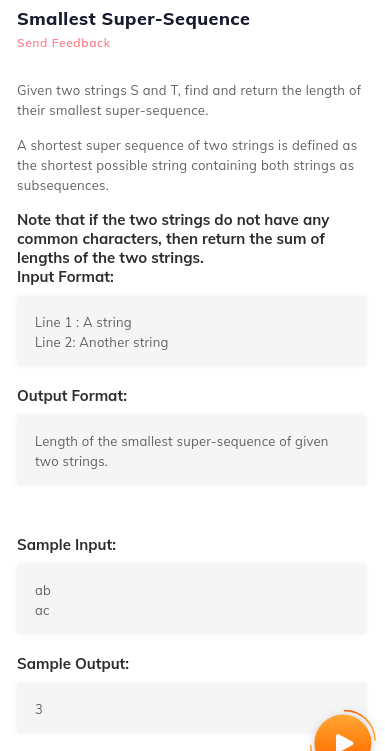 Smallest Super-Sequence
Send Feedback
Given two strings S and T, find and return the length of
their smallest super-sequence.
A shortest super sequence of two strings is defined as
the shortest possible string containing both strings as
subsequences.
Note that if the two strings do not have any
common characters, then return the sum of
lengths of the two strings.
Input Format:
Line 1 : A string
Line 2: Another string
Output Format:
Length of the smallest super-sequence of given
two strings.
Sample Input:
ab
ac
Sample Output:
3